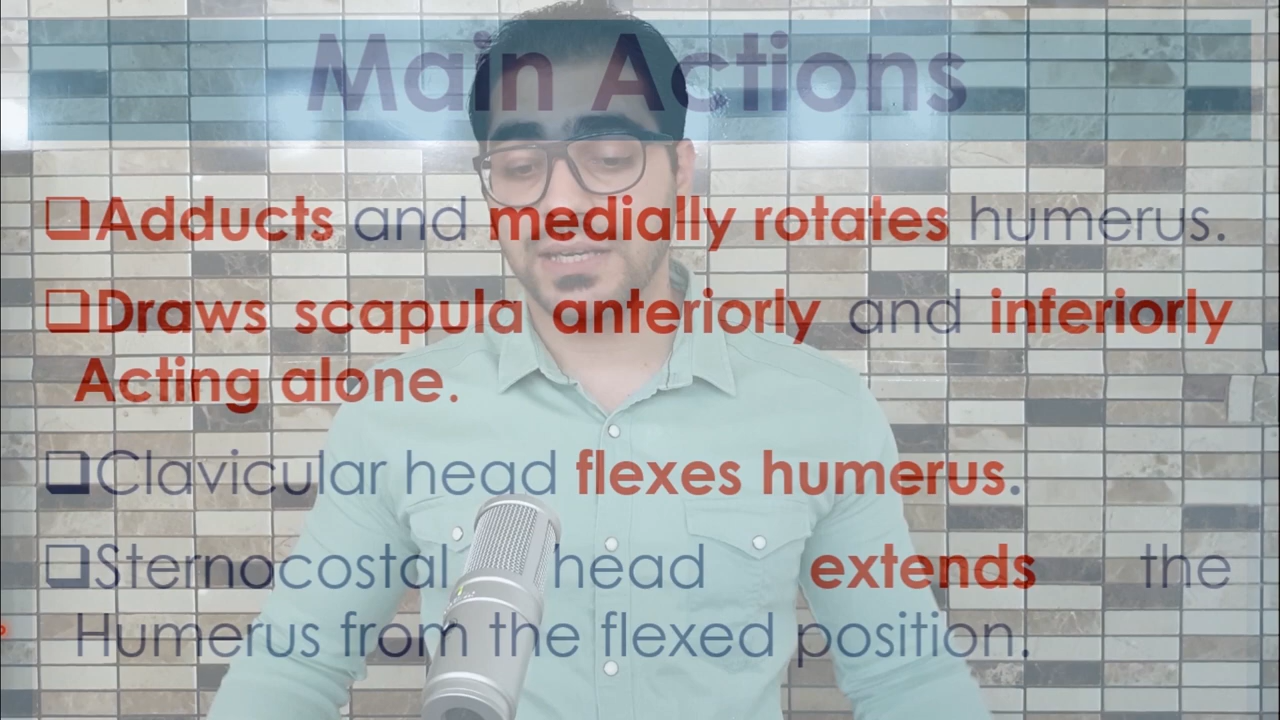 Main Actions
❑Adducts and medially rotates humerus.
❑Draws scapula anteriorly and inferiorly
Acting alone.
❑Clavicular head flexes humerus.
❑Sternocostal head extends the
Humerus from the flexed position.